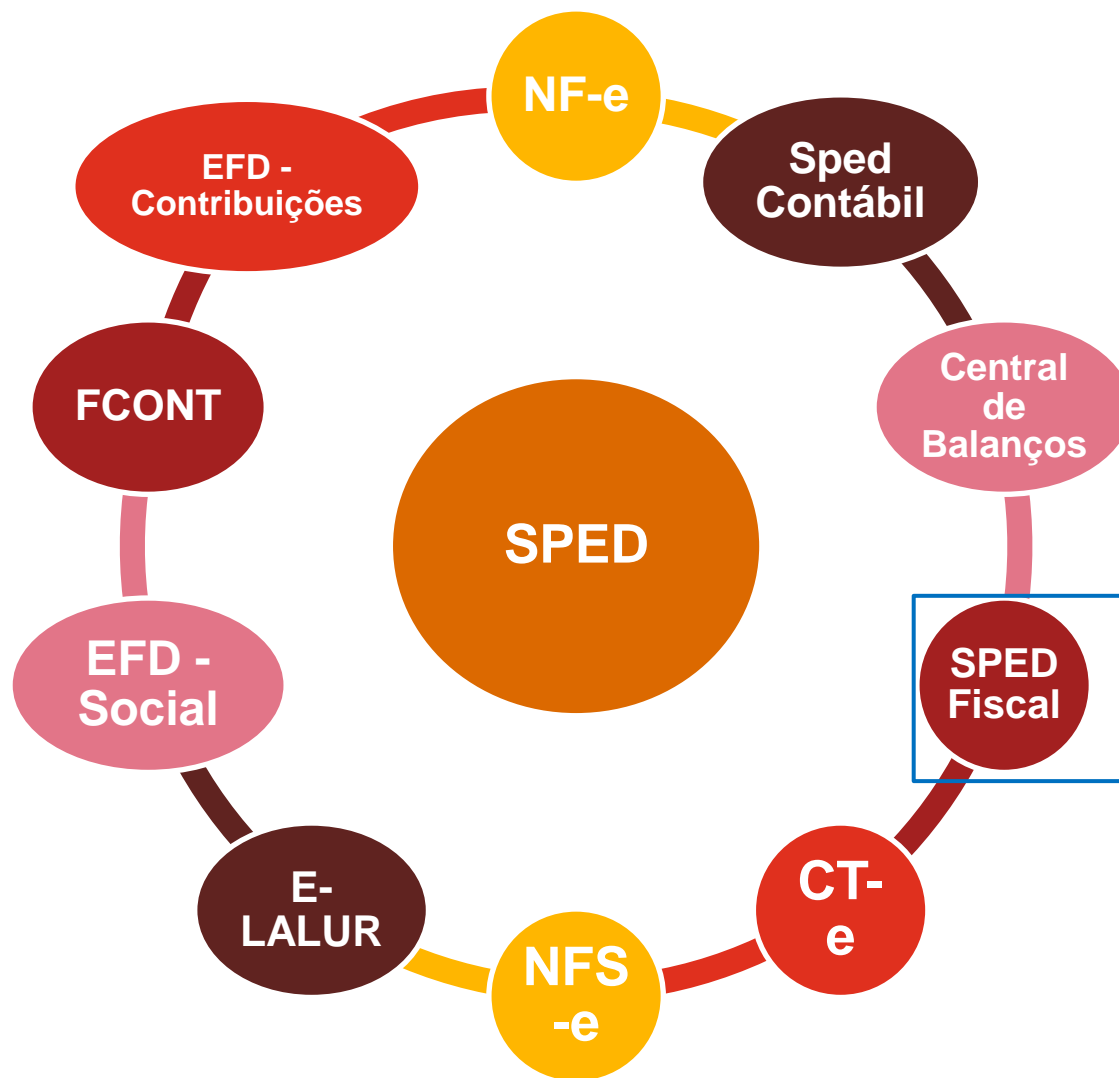 NF-e
Sped
Contábil
Central
de
Balanços
SPED
Fiscal
CT-
e
NFS
-e
E-
LALUR
EFD -
Social
FCONT
EFD -
Contribuições
SPED